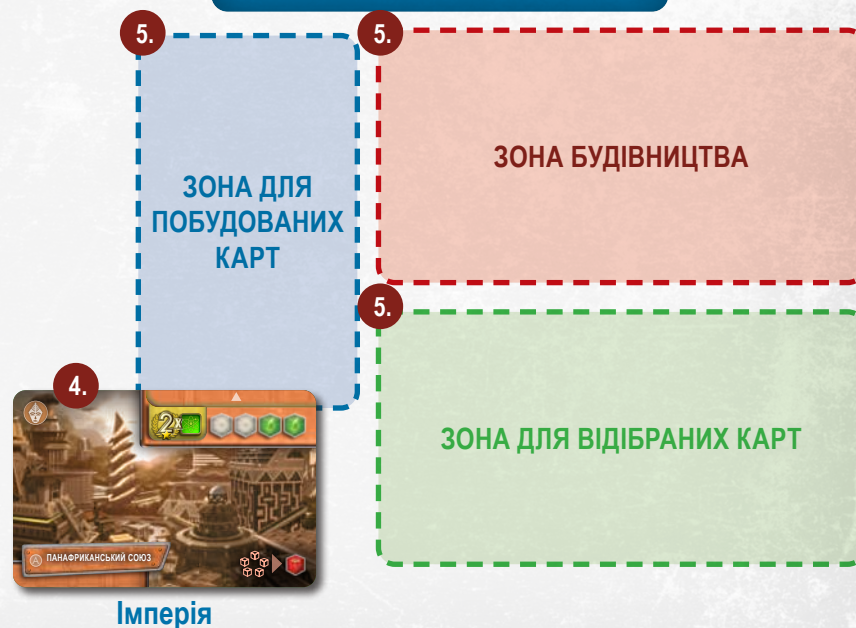 5.
5.
ЗОНА БУДІВНИЦТВА
ЗОНА ДЛЯ
ПОБУДОВАНИХ
КАРТ
5.
4.
2x
ЗОНА ДЛЯ ВІДІБРАНИХ КАРТ
A ПАНАФРИКАНСЬКИЙ СОЮЗ
Імперія